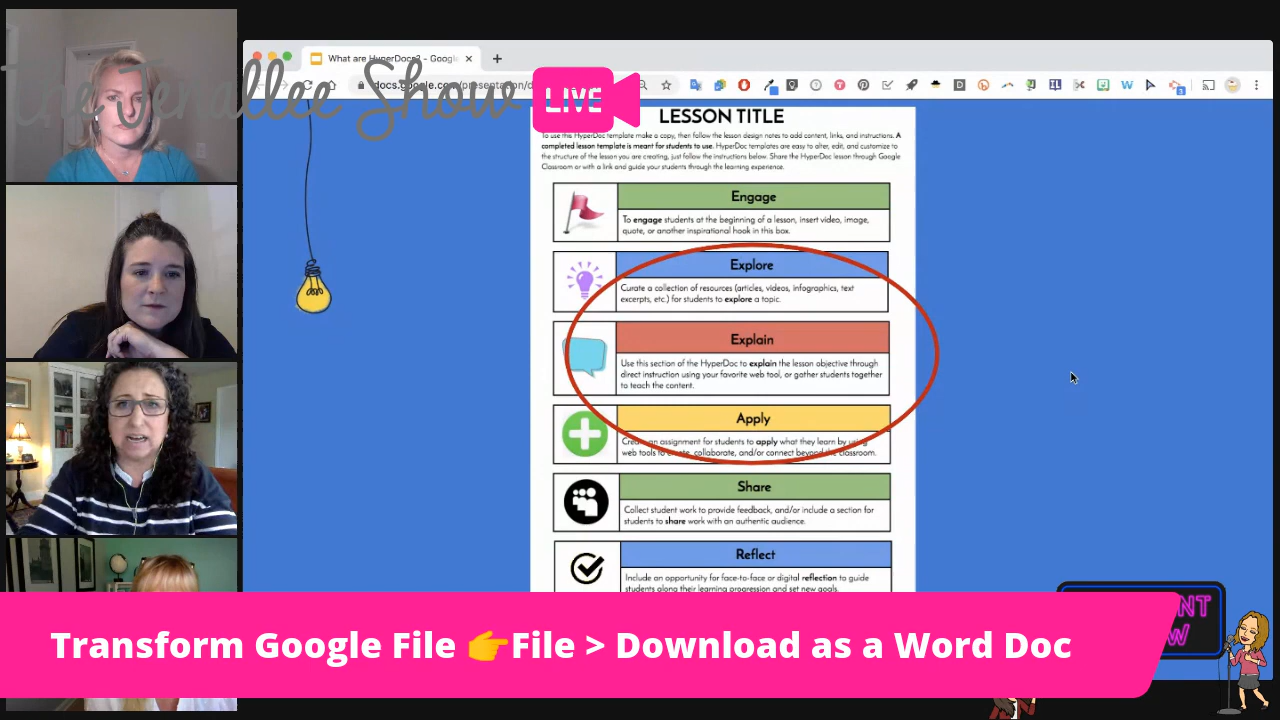 What are HyperDocs? - Google
docs.google.com/presentation/d
The Jenallee Show
LIVE
LESSON TITLE
To use this HyperDoc template make a copy, then follow the lesson design notes to add content, links, and instructions. A
completed lesson template is meant for students to use. HyperDoc templates are easy to alter, edit, and customize to
the structure of the lesson you are creating, just follow the instructions below. Share the HyperDoc lesson through Google
Classroom or with a link and guide your students through the learning experience.
Engage
To engage students at the beginning of a lesson, insert video, image,
quote, or another inspirational hook in this box.
Explore
Curate a collection of resources (articles, videos, infographics, text
excerpts, etc.) for students to explore a topic.
Explain
Use this section of the HyperDoc to explain the lesson objective through
direct instruction using your favorite web tool, or gather students together
to teach the content.
Apply
Create an assignment for students to apply what they learn by using
web tools to create, collaborate, and/or connect beyond the classroom.
Share
Collect student work to provide feedback, and/or include a section for
students to share work with an authentic audience.
Reflect
Include an opportunity for face-to-face or digital reflection to guide
students along their learning progression and set new goals.
Transform Google File 👉File > Download as a Word Doc